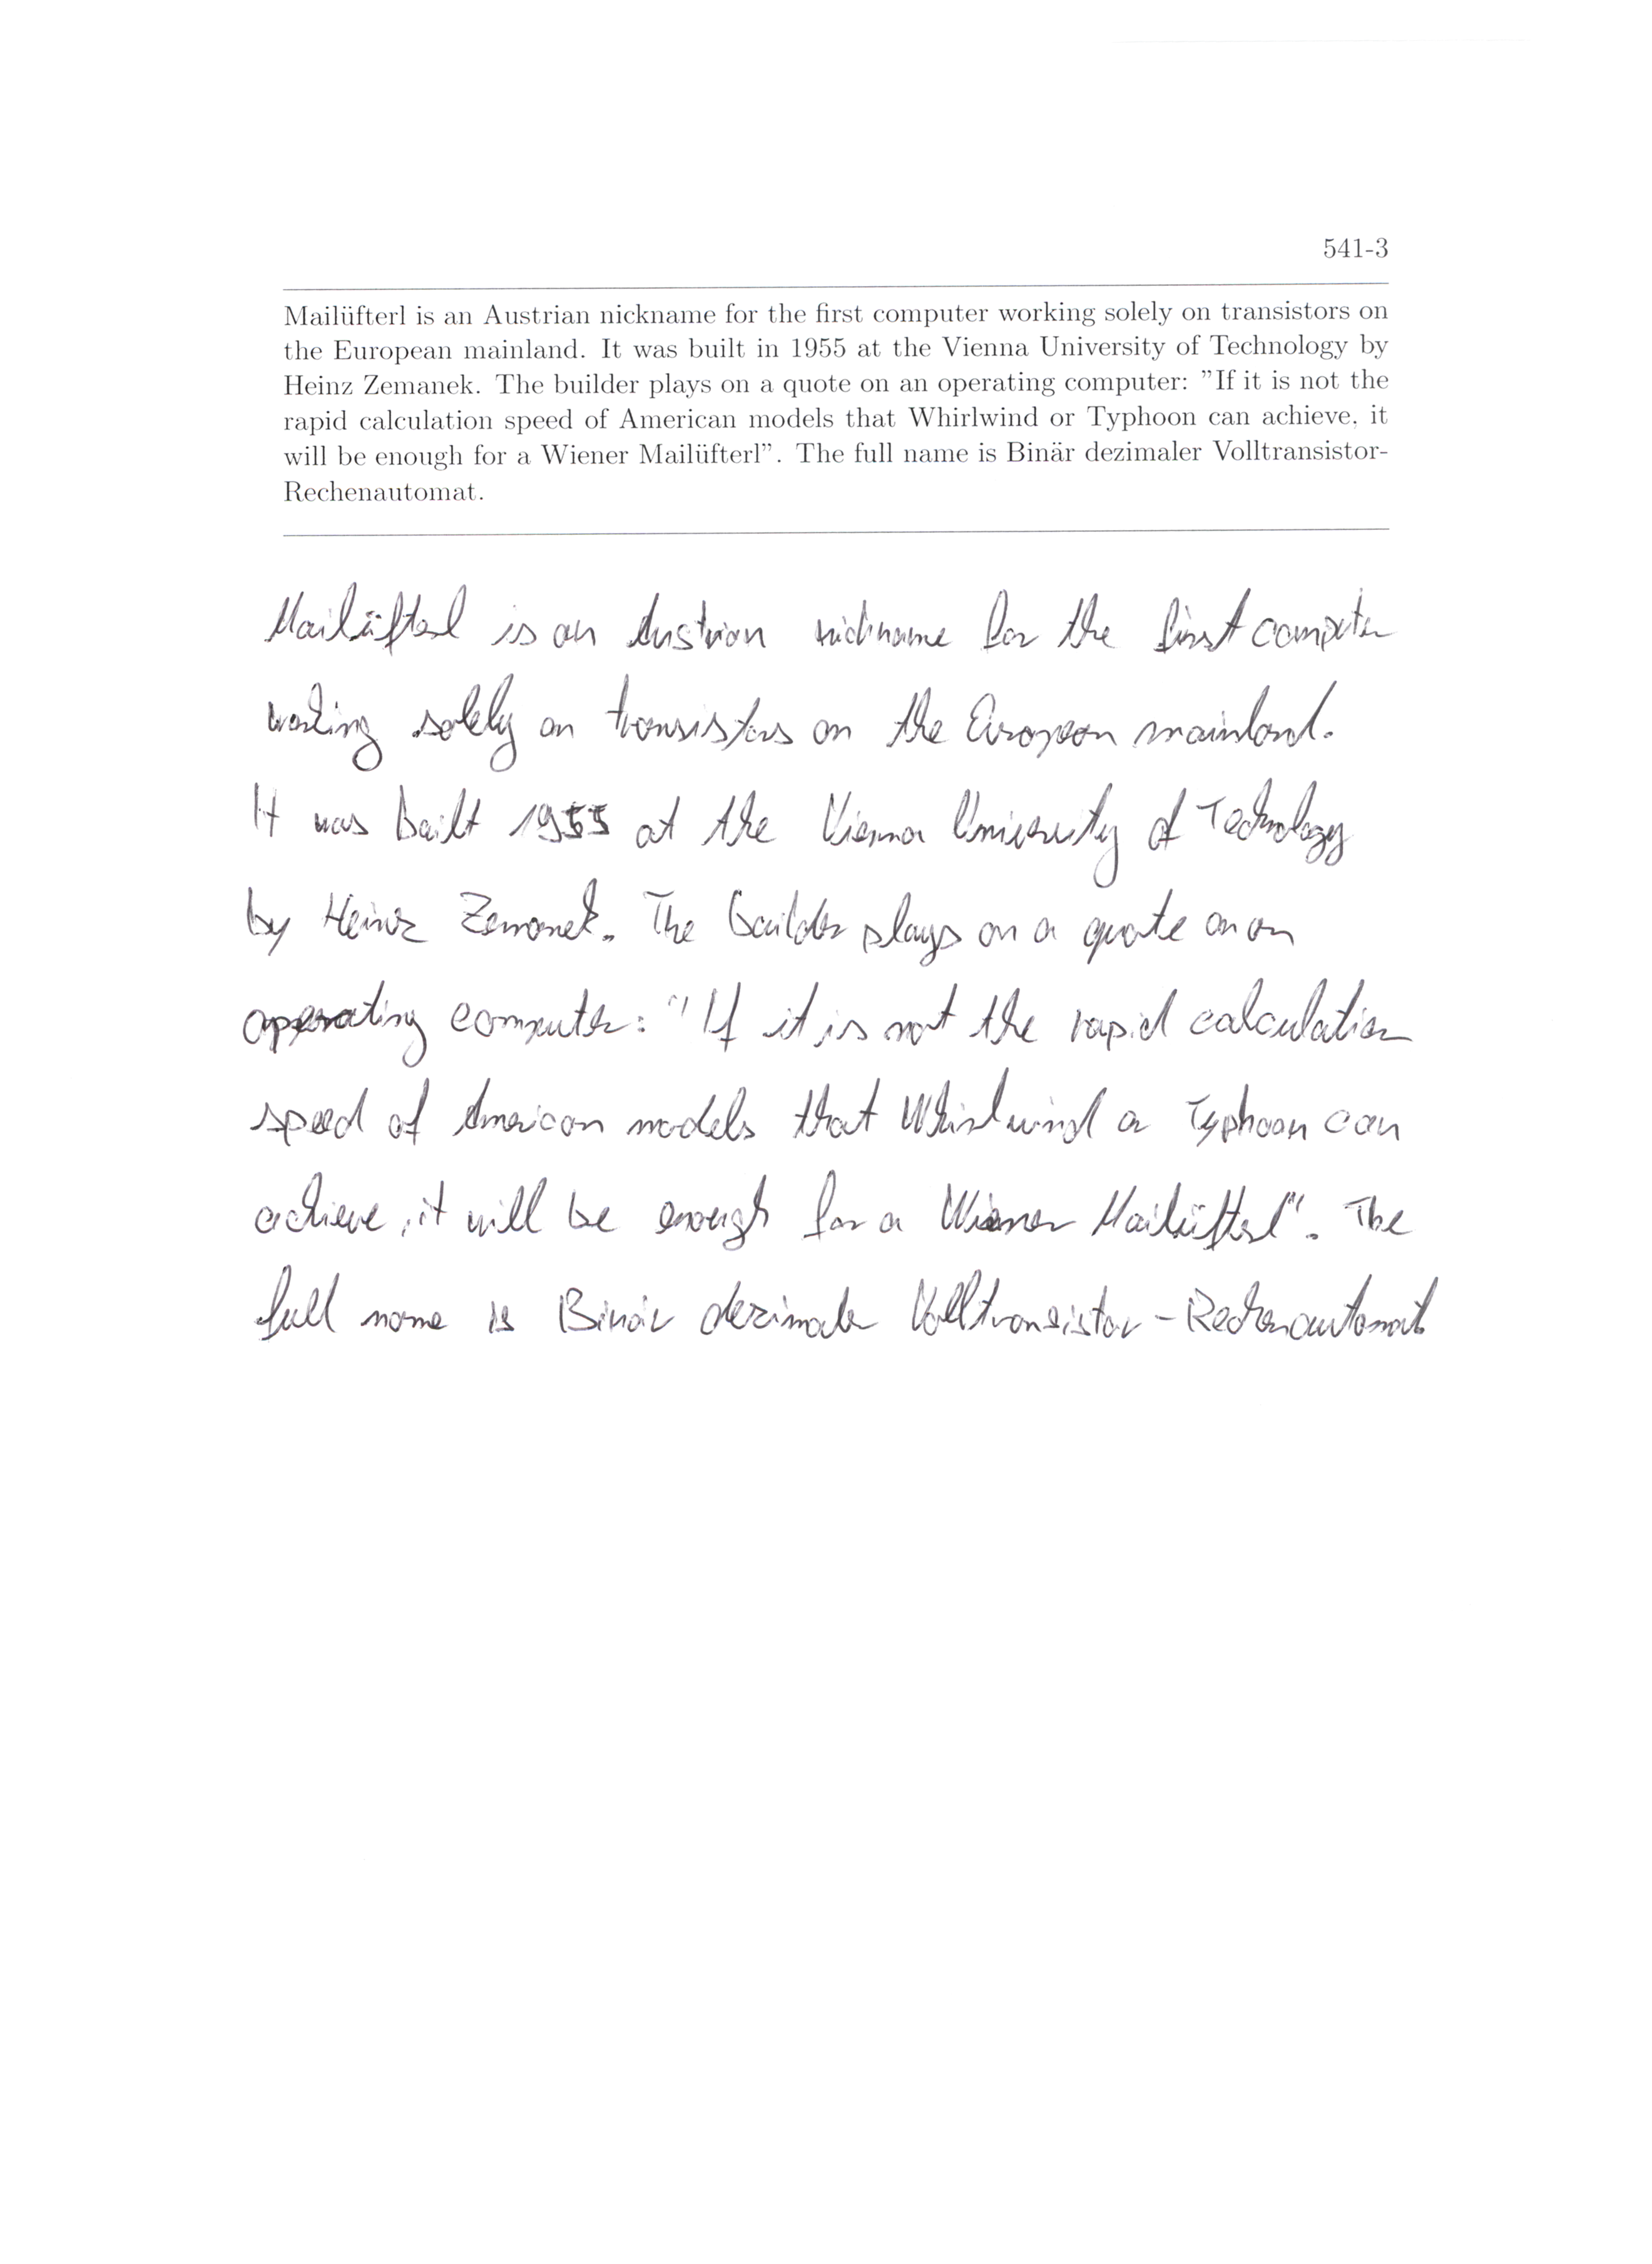 541-3
Mailüfterl is an Austrian nickname for the first computer working solely on transistors on
the European mainland. It was built in 1955 at the Vienna University of Technology by
Heinz Zemanek. The builder plays on a quote on an operating computer: "If it is not the
rapid calculation speed of American models that Whirlwind or Typhoon can achieve, it
will be enough for a Wiener Mailüfterl". The full name is Binär dezimaler Volltransistor-
Rechenautomat.
Mailüfterl is an Austrian nickname for the first computer
working solely on transistors on the European mainland.
It was built 1955 at the Vienna University of Technology
by Heinz Zemanek. The builder plays on a quote on an
operating computer: "If it is not the rapid calculation
speed of American models that Whirlwind or Typhoon can
achieve, it will be enough for a Wiener Mailüfterl". The
full name is Binär dezimaler Volltransistor-Rechenautomat.